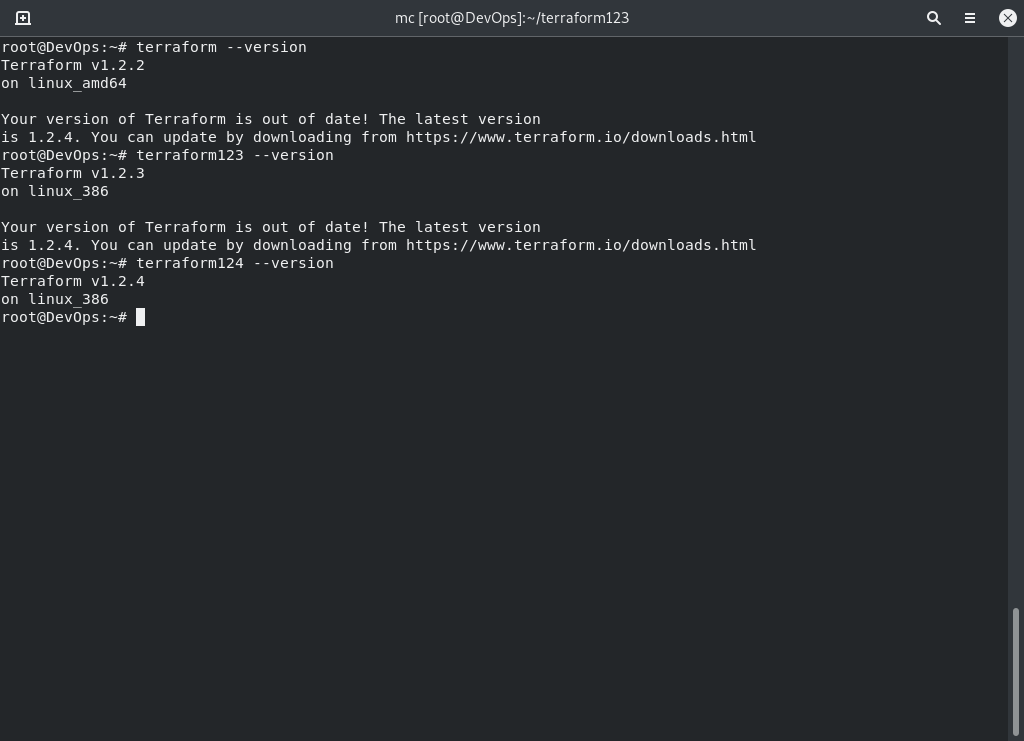 mc [root@DevOps]:~/terraform123
root@DevOps:~# terraform --version
Terraform v1.2.2
on linux_amd64
Your version of Terraform is out of date! The latest version
is 1.2.4. You can update by downloading from https://www.terraform.io/downloads.html
root@DevOps:~# terraform123 --version
Terraform v1.2.3
on linux_386
Your version of Terraform is out of date! The latest version
is 1.2.4. You can update by downloading from https://www.terraform.io/downloads.html
root@DevOps:~# terraform124 --version
Terraform v1.2.4
on linux_386
root@DevOps:~#